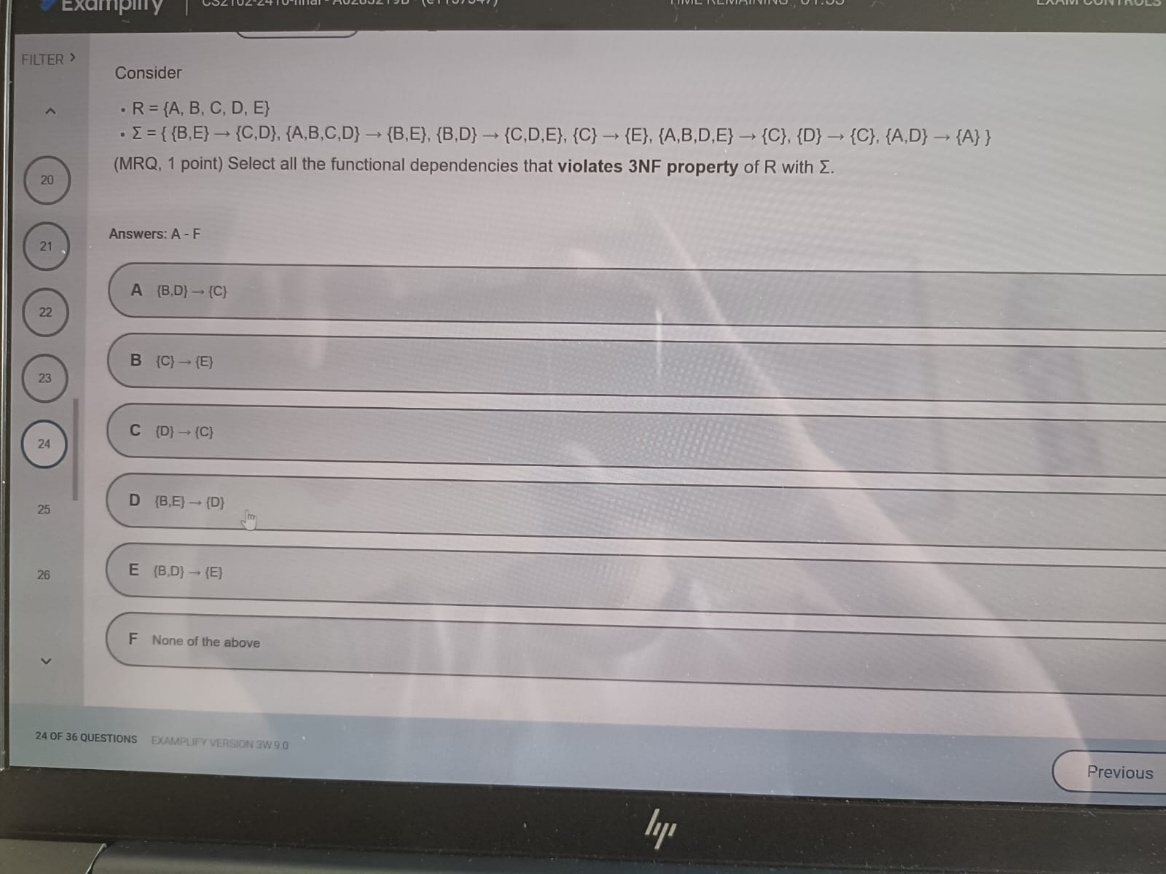 Examplify
FILTER >
Consider
• R = {A, B, C, D, E}
• Σ = { {B,E} → {C,D}, {A,B,C,D} → {B,E}, {B,D} → {C,D,E}, {C} → {E}, {A,B,D,E} → {C}, {D} → {C}, {A,D} → {A} }
(MRQ, 1 point) Select all the functional dependencies that violates 3NF property of R with Σ.
20
21
22
23
24
25
26
Answers: A - F
A {B,D} → {C}
B {C} → {E}
C {D} → {C}
D {B,E} → {D}
E {B,D} → {E}
F None of the above
24 OF 36 QUESTIONS EXAMPLIFY VERSION 3W 9.0
Previous
hp